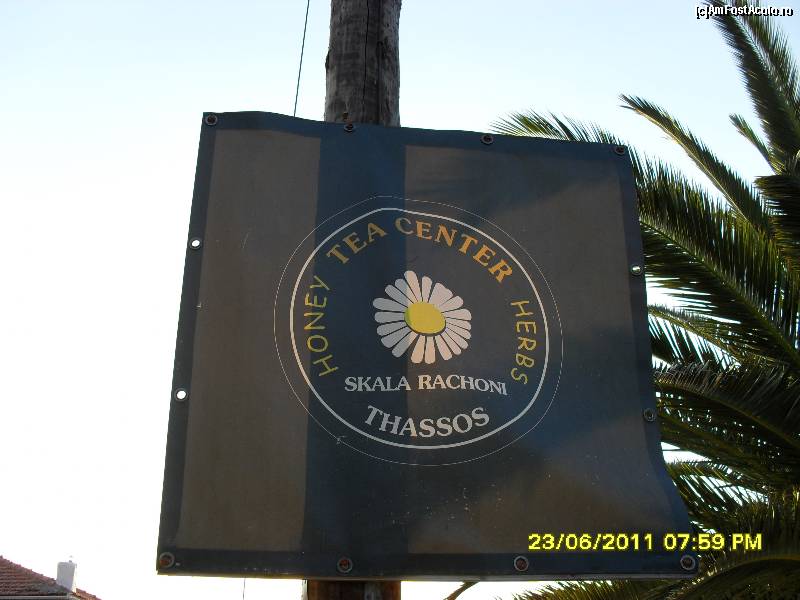 (c)AmFostAcolo.ro
TEA CENTER
HONEY
HERBS
SKALA RACHONI
THASSOS
23/06/2011 07:59 PM